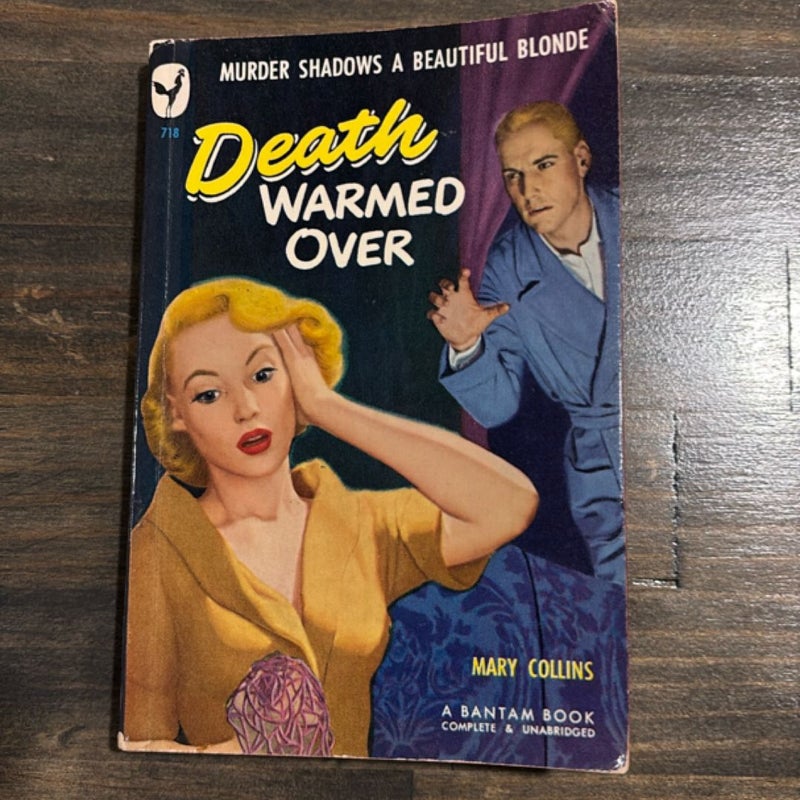 MURDER SHADOWS A BEAUTIFUL BLONDE
718
Death
WARMED
OVER
MARY COLLINS
A BANTAM BOOK
COMPLETE & UNABRIDGED